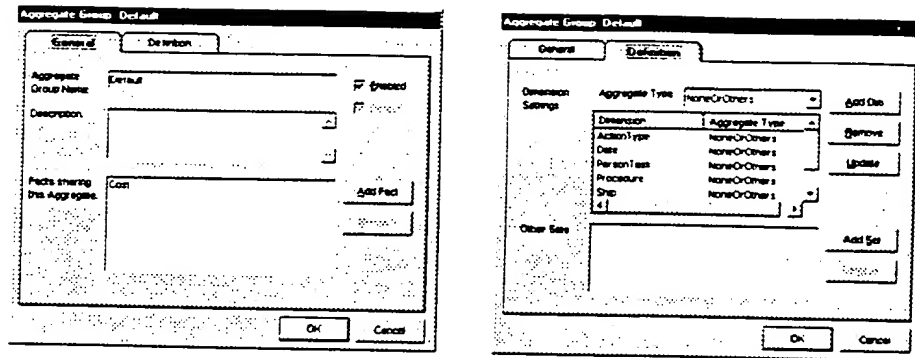 Aggregate Group Default
General
Definition
Aggregate
Group Name
Default
Enabled
Description
Facts sharing
this Aggregate
Cost
Add Fact
OK
Cancel
Aggregate Group Default
General
Definition
Dimension
Settings
Aggregate Type
NoneOrOthers
Add Dim
Dimension
Aggregate Type
ActionType
NoneOrOthers
Remove
Date
NoneOrOthers
PersonTask
NoneOrOthers
Update
Procedure
NoneOrOthers
Ship
NoneOrOthers
Other Sets
Add Set
OK
Cancel